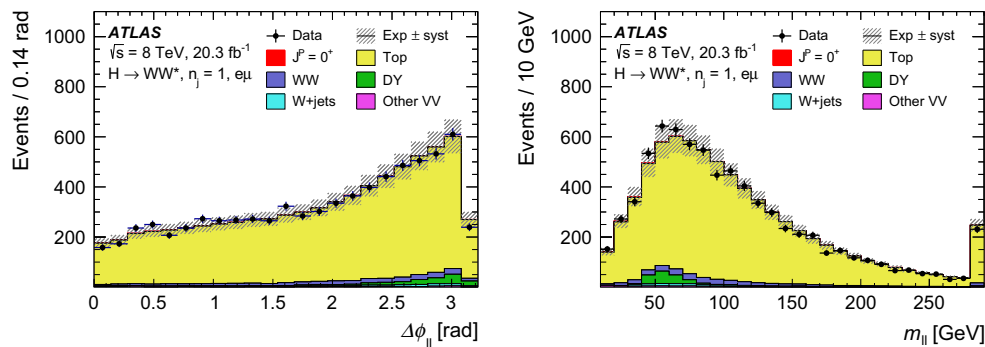 Events / 0.14 rad
1000
800
600
400
200
ATLAS
√s = 8 TeV, 20.3 fb⁻¹
H → WW*, nⱼ = 1, eμ
Data
Exp ± syst
Jᴾ = 0⁺
Top
WW
DY
W+jets
Other VV
0 0.5 1 1.5 2 2.5 3
Δϕ_ll [rad]
Events / 10 GeV
1000
800
600
400
200
ATLAS
√s = 8 TeV, 20.3 fb⁻¹
H → WW*, nⱼ = 1, eμ
Data
Exp ± syst
Jᴾ = 0⁺
Top
WW
DY
W+jets
Other VV
50 100 150 200 250
m_ll [GeV]